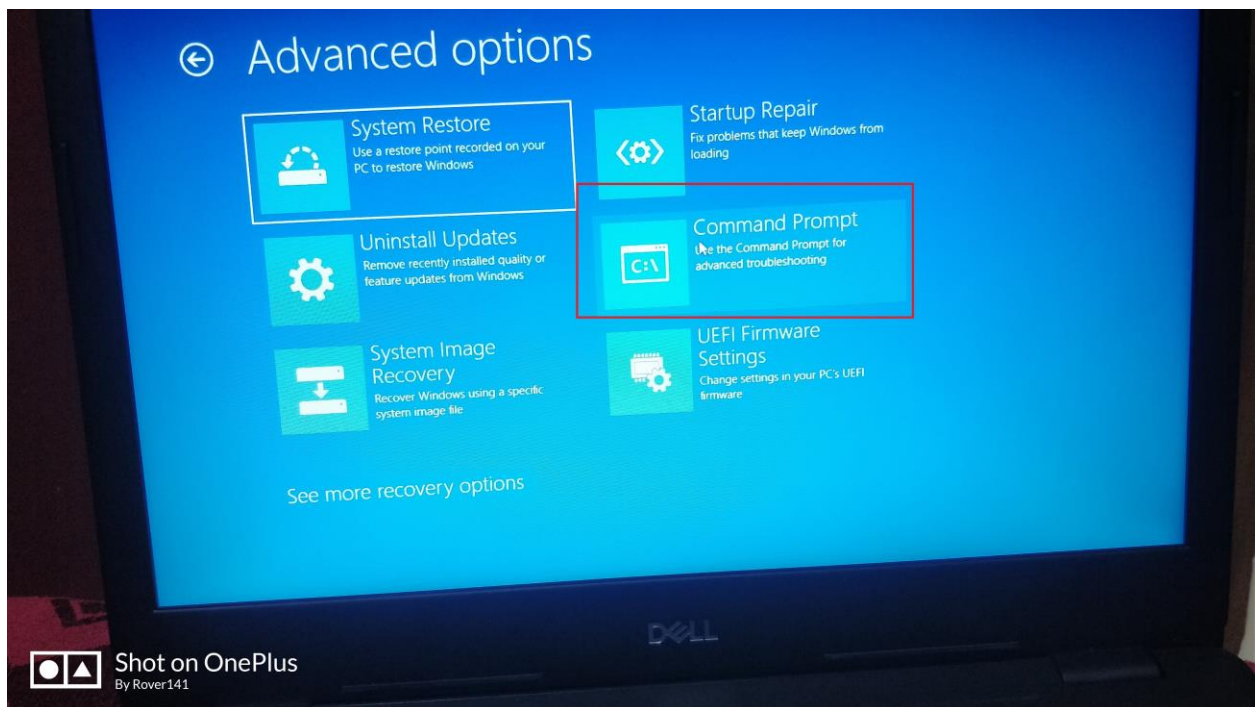 Advanced options
System Restore
Use a restore point recorded on your
PC to restore Windows
Startup Repair
Fix problems that keep Windows from
loading
Uninstall Updates
Remove recently installed quality or
feature updates from Windows
C:\
Command Prompt
Use the Command Prompt for
advanced troubleshooting
System Image
Recovery
Recover Windows using a specific
system image file
UEFI Firmware
Settings
Change settings in your PC's UEFI
firmware
See more recovery options
DELL
Shot on OnePlus
By Rover141